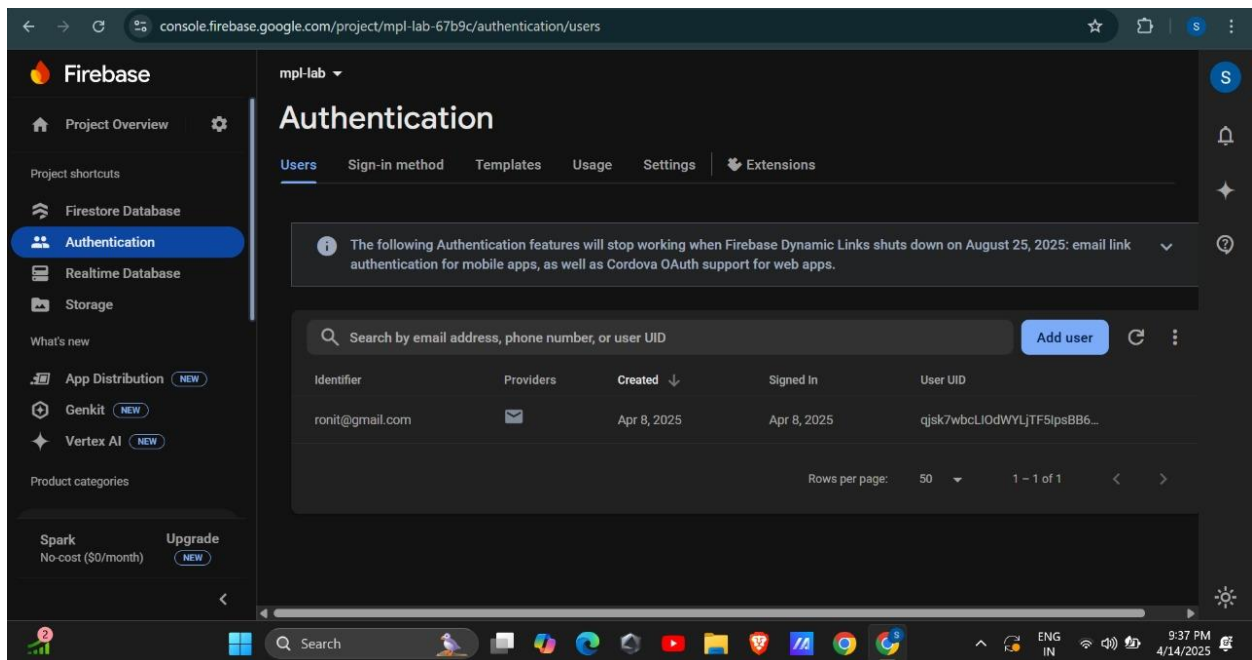 console.firebase.google.com/project/mpl-lab-67b9c/authentication/users
S
Firebase
mpl-lab
S
Project Overview
Authentication
Users Sign-in method Templates Usage Settings Extensions
Project shortcuts
Firestore Database
Authentication
Realtime Database
Storage
What's new
App Distribution NEW
Genkit NEW
Vertex AI NEW
Product categories
Spark Upgrade
No-cost ($0/month) NEW
The following Authentication features will stop working when Firebase Dynamic Links shuts down on August 25, 2025: email link
authentication for mobile apps, as well as Cordova OAuth support for web apps.
Search by email address, phone number, or user UID Add user
Identifier Providers Created Signed In User UID
ronit@gmail.com Apr 8, 2025 Apr 8, 2025 qjsk7wbcLIOdWYLjTF5IpsBB6...
Rows per page: 50 1 – 1 of 1
2
Search
S
ENG
IN
9:37 PM
4/14/2025